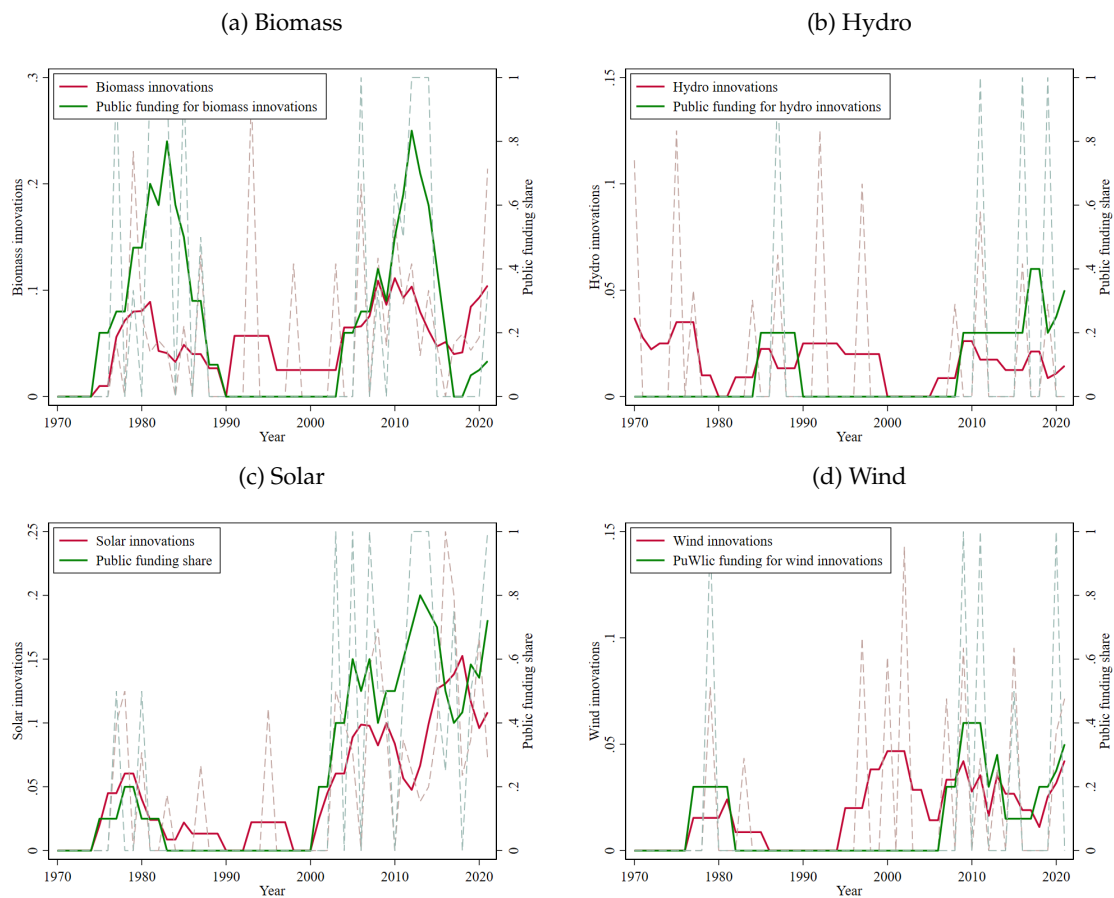 (a) Biomass
Biomass innovations
Public funding for biomass innovations
Biomass innovations
0 .1 .2 .3
Public funding share
0 .2 .4 .6 .8 1
1970 1980 1990 2000 2010 2020
Year
(b) Hydro
Hydro innovations
Public funding for hydro innovations
Hydro innovations
0 .05 .1 .15
Public funding share
0 .2 .4 .6 .8 1
1970 1980 1990 2000 2010 2020
Year
(c) Solar
Solar innovations
Public funding share
Solar innovations
0 .05 .1 .15 .2 .25
Public funding share
0 .2 .4 .6 .8 1
1970 1980 1990 2000 2010 2020
Year
(d) Wind
Wind innovations
PuWlic funding for wind innovations
Wind innovations
0 .05 .1 .15
Public funding share
0 .2 .4 .6 .8 1
1970 1980 1990 2000 2010 2020
Year